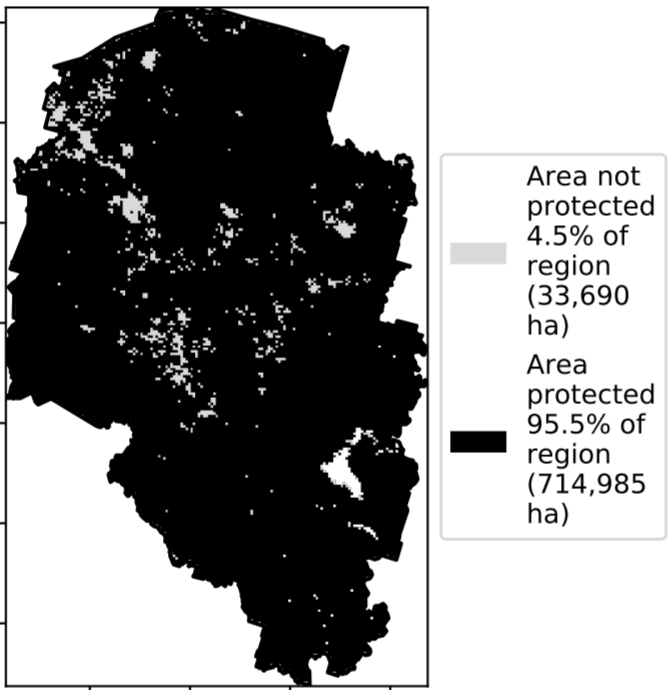 Area not
protected
4.5% of
region
(33,690
ha)
Area
protected
95.5% of
region
(714,985
ha)